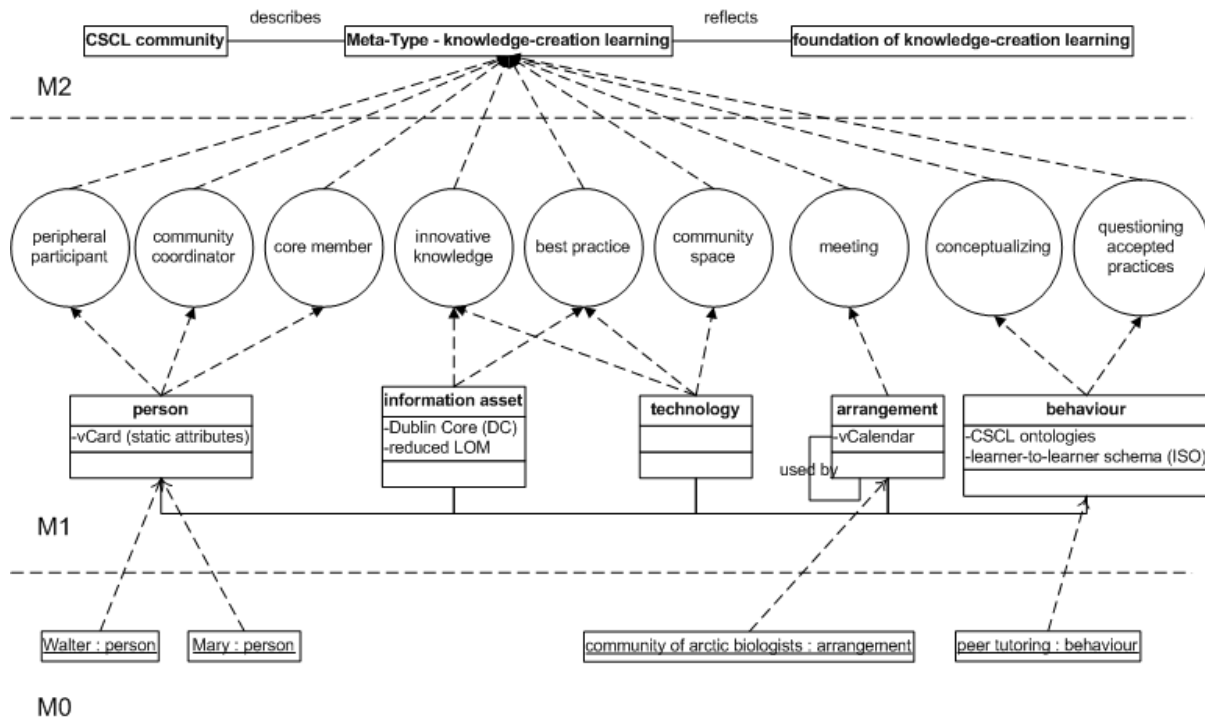 describes
reflects
CSCL community
Meta-Type - knowledge-creation learning
foundation of knowledge-creation learning
M2
peripheral
participant
community
coordinator
core member
innovative
knowledge
best practice
community
space
meeting
conceptualizing
questioning
accepted
practices
person
-vCard (static attributes)
information asset
-Dublin Core (DC)
-reduced LOM
technology
arrangement
-vCalendar
used by
behaviour
-CSCL ontologies
-learner-to-learner schema (ISO)
M1
Walter : person
Mary : person
community of arctic biologists : arrangement
peer tutoring : behaviour
M0